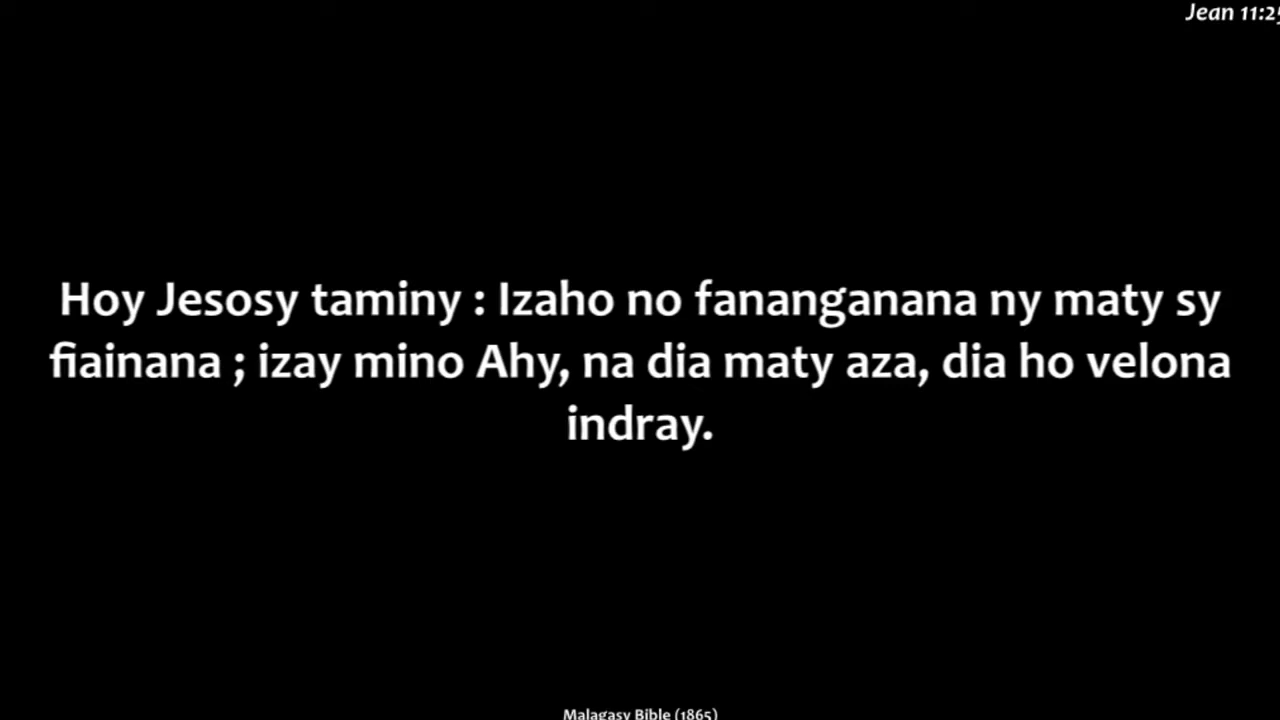 Jean 11:25
Hoy Jesosy taminy : Izaho no fananganana ny maty sy
fiainana ; izay mino Ahy, na dia maty aza, dia ho velona
indray.
Malagasy Bible (1865)